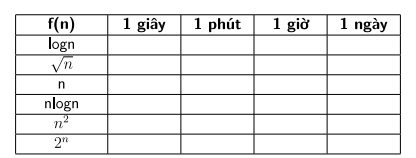 f(n) 1 giây 1 phút 1 giờ 1 ngày
logn
√n
n
nlogn
n²
2ⁿ